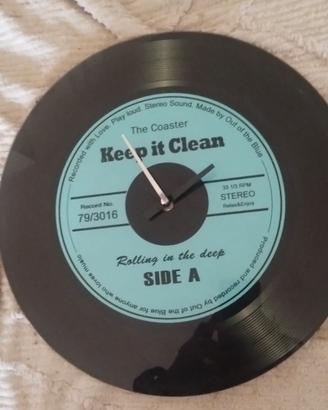 Recorded with Love. Play loud. Stereo Sound. Made by Out of the Blue
The Coaster
Keep it Clean
Record No.
79/3016
33 1/3 RPM
STEREO
Relax&Enjoy
Rolling in the deep
SIDE A
Produced and recorded by Out of the Blue for anyone who loves music